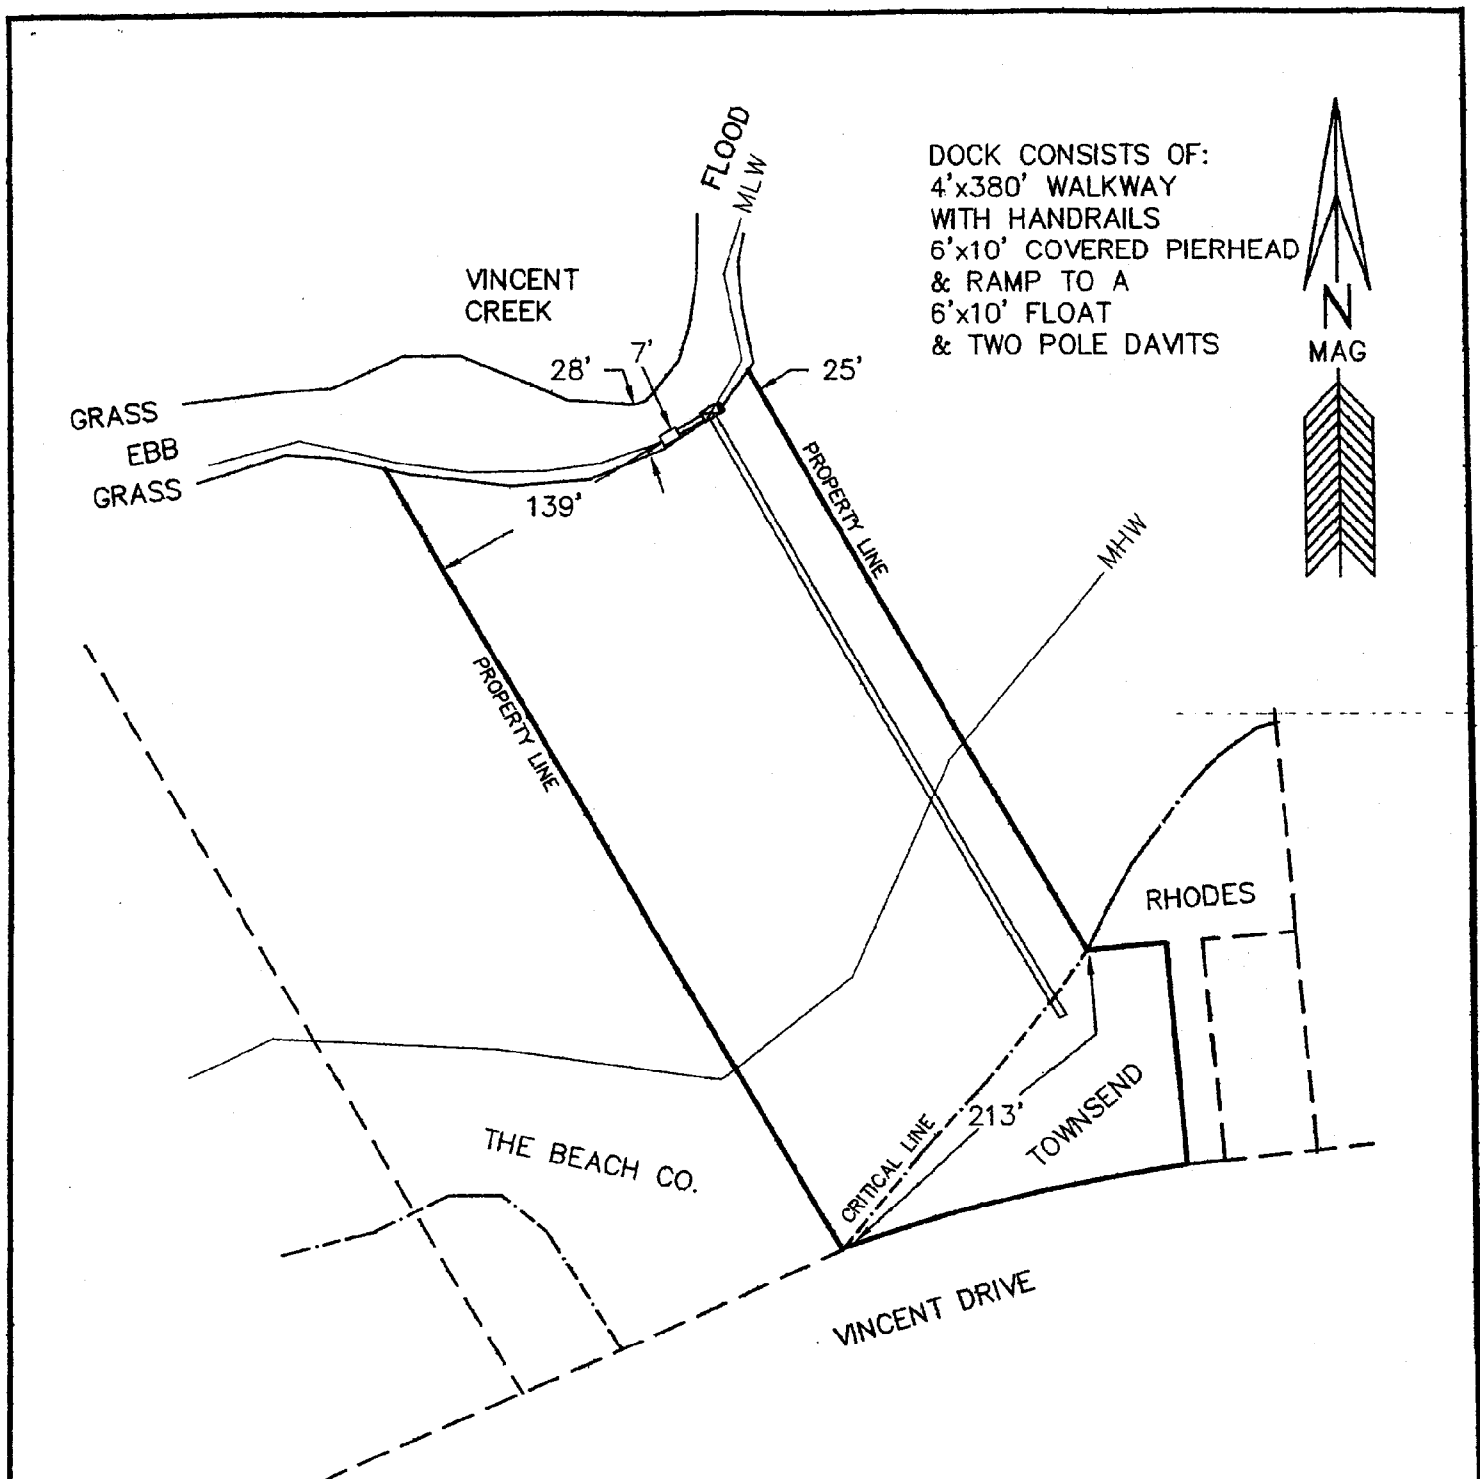 FLOOD
MLW
DOCK CONSISTS OF:
4'x380' WALKWAY
WITH HANDRAILS
6'x10' COVERED PIERHEAD
& RAMP TO A
6'x10' FLOAT
& TWO POLE DAVITS
N
MAG
VINCENT
CREEK
28'
7'
25'
GRASS
EBB
GRASS
139'
PROPERTY LINE
MHW
PROPERTY LINE
RHODES
213'
TOWNSEND
CRITICAL LINE
THE BEACH CO.
VINCENT DRIVE